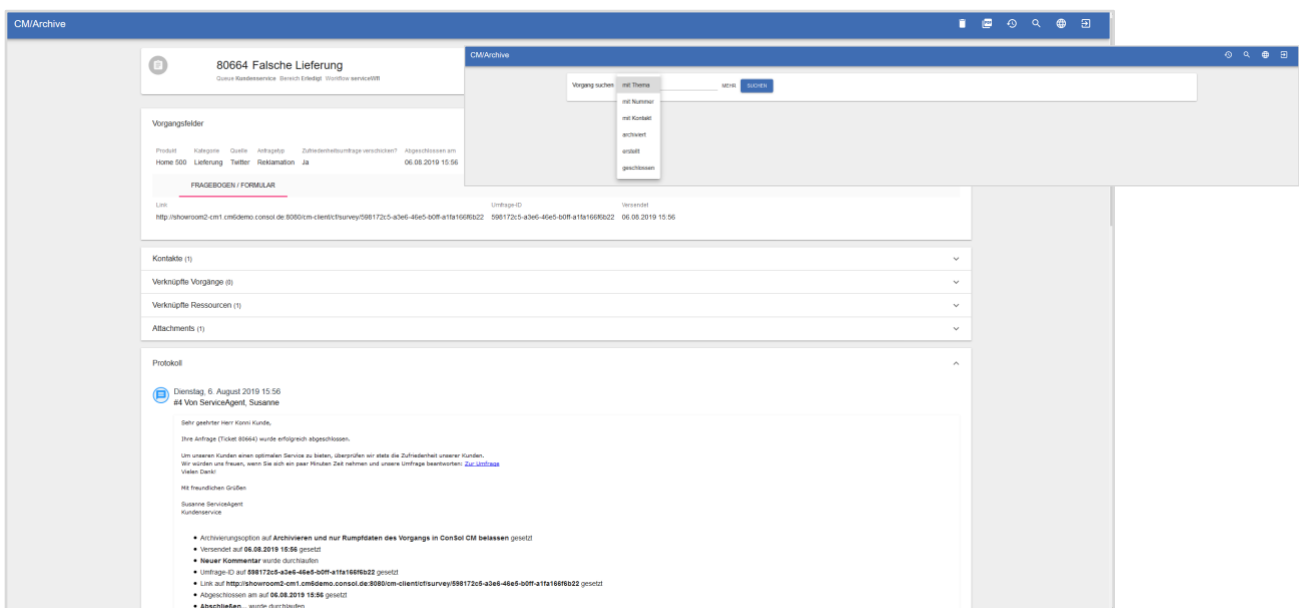 CM/Archive
80664 Falsche Lieferung
Queue Kundenservice Bereich Erledigt Workflow serviceWfl
CM/Archive
Vorgang suchen mit Thema MEHR SUCHEN
mit Nummer
mit Kontakt
archiviert
erstellt
geschlossen
Vorgangsfelder
Produkt Kategorie Quelle Anfragetyp Zufriedenheitsumfrage verschicken? Abgeschlossen am
Home 500 Lieferung Twitter Reklamation Ja 06.08.2019 15:56
FRAGEBOGEN / FORMULAR
Link Umfrage-ID Versendet
http://showroom2-cm1.cm6demo.consol.de:8080/cm-client/cf/survey/598172c5-a3e6-46e5-b0ff-a1fa166f6b22 598172c5-a3e6-46e5-b0ff-a1fa166f6b22 06.08.2019 15:56
Kontakte (1)
Verknüpfte Vorgänge (0)
Verknüpfte Ressourcen (1)
Attachments (1)
Protokoll
Dienstag, 6. August 2019 15:56
#4 Von ServiceAgent, Susanne
Sehr geehrter Herr Konni Kunde,
Ihre Anfrage (Ticket 80664) wurde erfolgreich abgeschlossen.
Um unseren Kunden einen optimalen Service zu bieten, überprüfen wir stets die Zufriedenheit unserer Kunden.
Wir würden uns freuen, wenn Sie sich ein paar Minuten Zeit nehmen und unsere Umfrage beantworten: Zur Umfrage
Vielen Dank!
Mit freundlichen Grüßen
Susanne ServiceAgent
Kundenservice
• Archivierungsoption auf Archivieren und nur Rumpfdaten des Vorgangs in ConSol CM belassen gesetzt
• Versendet auf 06.08.2019 15:56 gesetzt
• Neuer Kommentar wurde durchlaufen
• Umfrage-ID auf 598172c5-a3e6-46e5-b0ff-a1fa166f6b22 gesetzt
• Link auf http://showroom2-cm1.cm6demo.consol.de:8080/cm-client/cf/survey/598172c5-a3e6-46e5-b0ff-a1fa166f6b22 gesetzt
• Abgeschlossen am auf 06.08.2019 15:56 gesetzt
• Abschließen... wurde durchlaufen